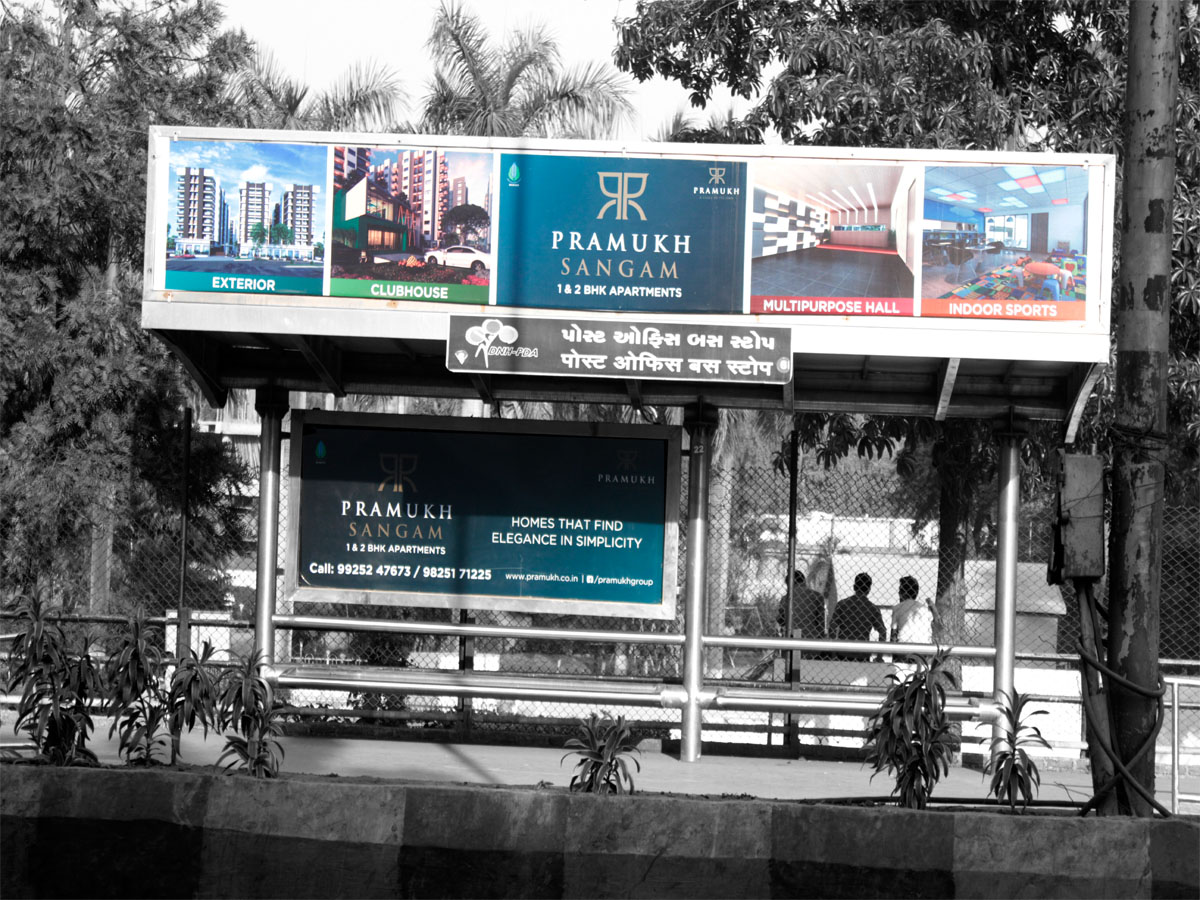 EXTERIOR
CLUBHOUSE
PRAMUKH
SANGAM
1 & 2 BHK APARTMENTS
PRAMUKH
MULTIPURPOSE HALL
INDOOR SPORTS
DNH-PDA
પોસ્ટ ઓફિસ બસ સ્ટોપ
पोस्ट ओफिस बस स्टोप
22
PRAMUKH
SANGAM
1 & 2 BHK APARTMENTS
Call: 99252 47673 / 98251 71225
PRAMUKH
HOMES THAT FIND
ELEGANCE IN SIMPLICITY
www.pramukh.co.in | /pramukhgroup